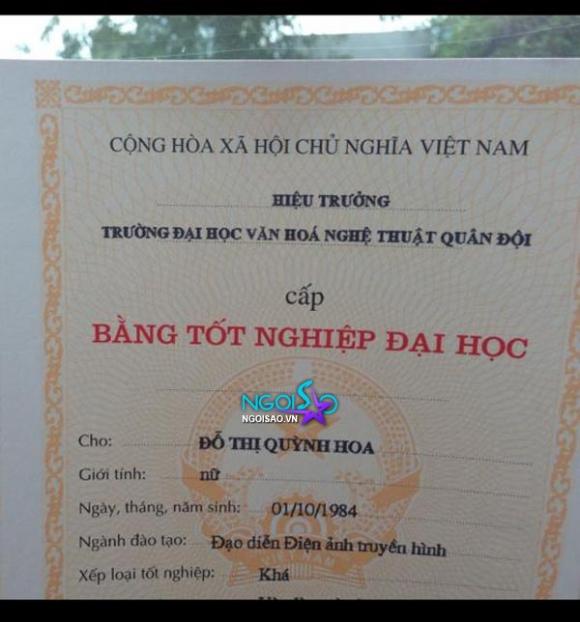 CỘNG HÒA XÃ HỘI CHỦ NGHĨA VIỆT NAM
HIỆU TRƯỞNG
TRƯỜNG ĐẠI HỌC VĂN HOÁ NGHỆ THUẬT QUÂN ĐỘI
cấp
BẰNG TỐT NGHIỆP ĐẠI HỌC
NGOISAO
NGOISAO.VN
Cho: ĐỖ THỊ QUỲNH HOA
Giới tính: nữ
Ngày, tháng, năm sinh: 01/10/1984
Ngành đào tạo: Đạo diễn Điện ảnh truyền hình
Xếp loại tốt nghiệp: Khá